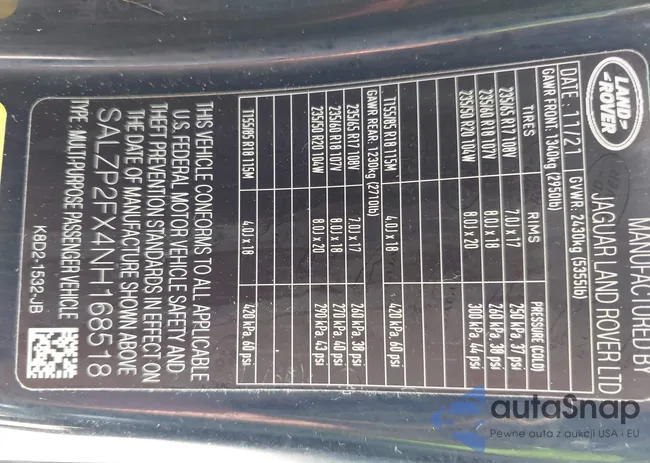 MANUFACTURED BY
JAGUAR LAND ROVER LTD
LAND
ROVER
DATE: 11/21 GVWR: 2430kg (5355lb)
GAWR FRONT: 1340kg (2950lb)
TIRES RIMS PRESSURE (COLD)
235/65 R17 108V 7.0J x 17 250 kPa, 37 psi
235/60 R18 107V 8.0J x 18 260 kPa, 38 psi
235/50 R20 104W 8.0J x 20 300 kPa, 44 psi
T155/85 R18 115M 4.0J x 18 420 kPa, 60 psi
GAWR REAR: 1230kg (2710lb)
235/65 R17 108V 7.0J x 17 260 kPa, 38 psi
235/60 R18 107V 8.0J x 18 270 kPa, 40 psi
235/50 R20 104W 8.0J x 20 290 kPa, 43 psi
T155/85 R18 115M 4.0J x 18 420 kPa, 60 psi
THIS VEHICLE CONFORMS TO ALL APPLICABLE
U.S. FEDERAL MOTOR VEHICLE SAFETY AND
THEFT PREVENTION STANDARDS IN EFFECT ON
THE DATE OF MANUFACTURE SHOWN ABOVE
SALZP2FX4NH168518
TYPE: MULTI PURPOSE PASSENGER VEHICLE
K8D2-1532-JB
autaSnap
Pewne auta z aukcji USA i EU